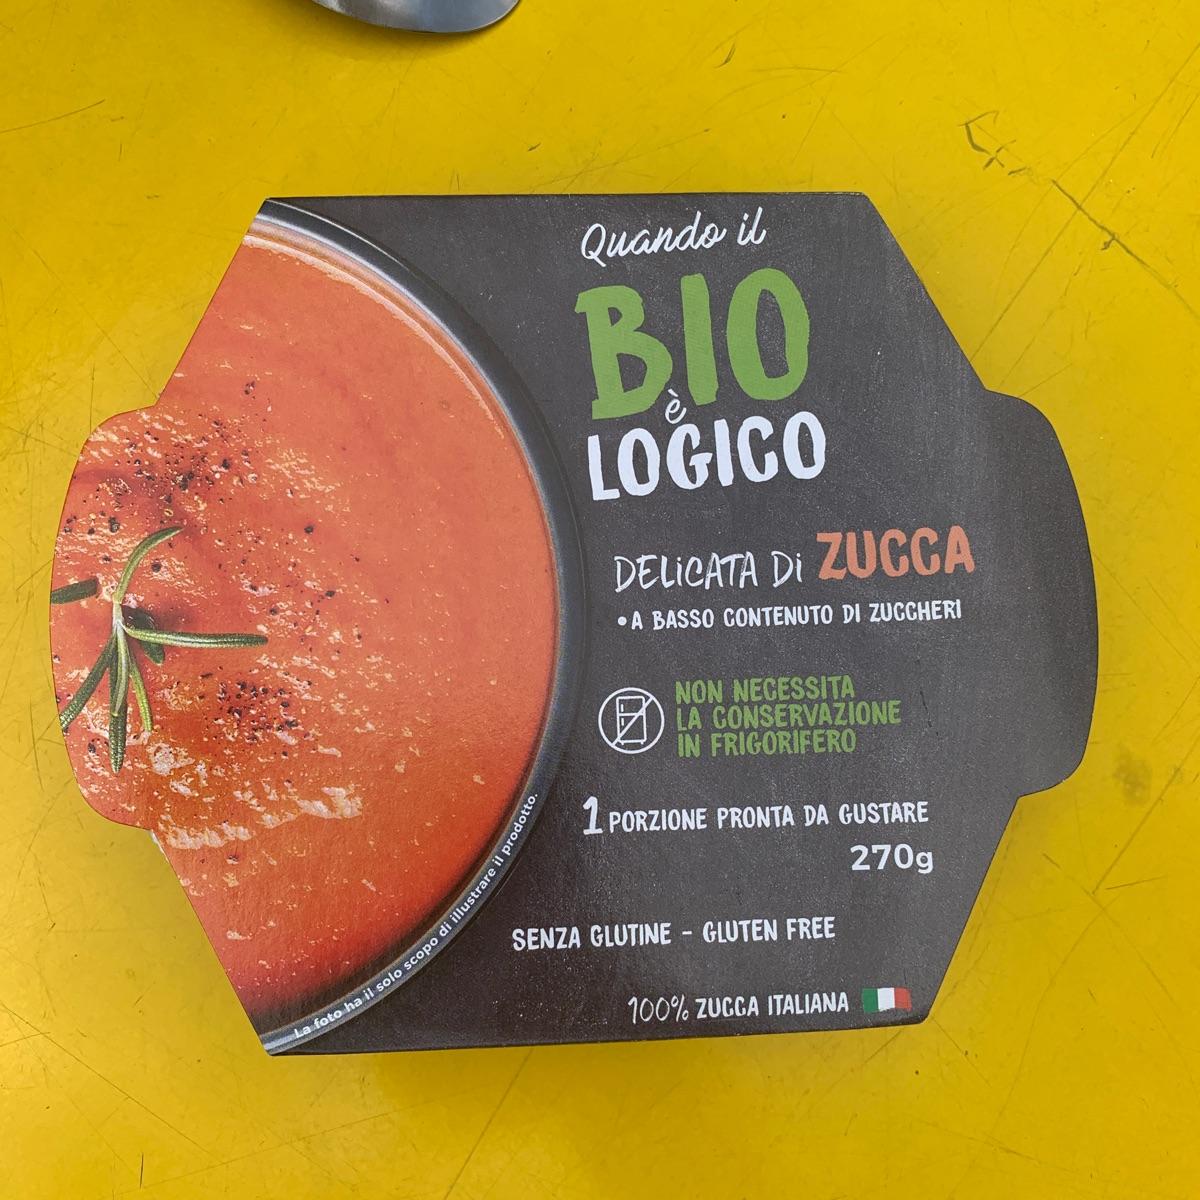 Quando il
BIO
è
LOGICO
DELiCATA Di ZUCCA
• A BASSO CONTENUTO DI ZUCCHERI
NON NECESSITA
LA CONSERVAZIONE
IN FRIGORIFERO
1 PORZIONE PRONTA DA GUSTARE
270g
SENZA GLUTINE - GLUTEN FREE
100% ZUCCA ITALIANA
La foto ha il solo scopo di illustrare il prodotto.